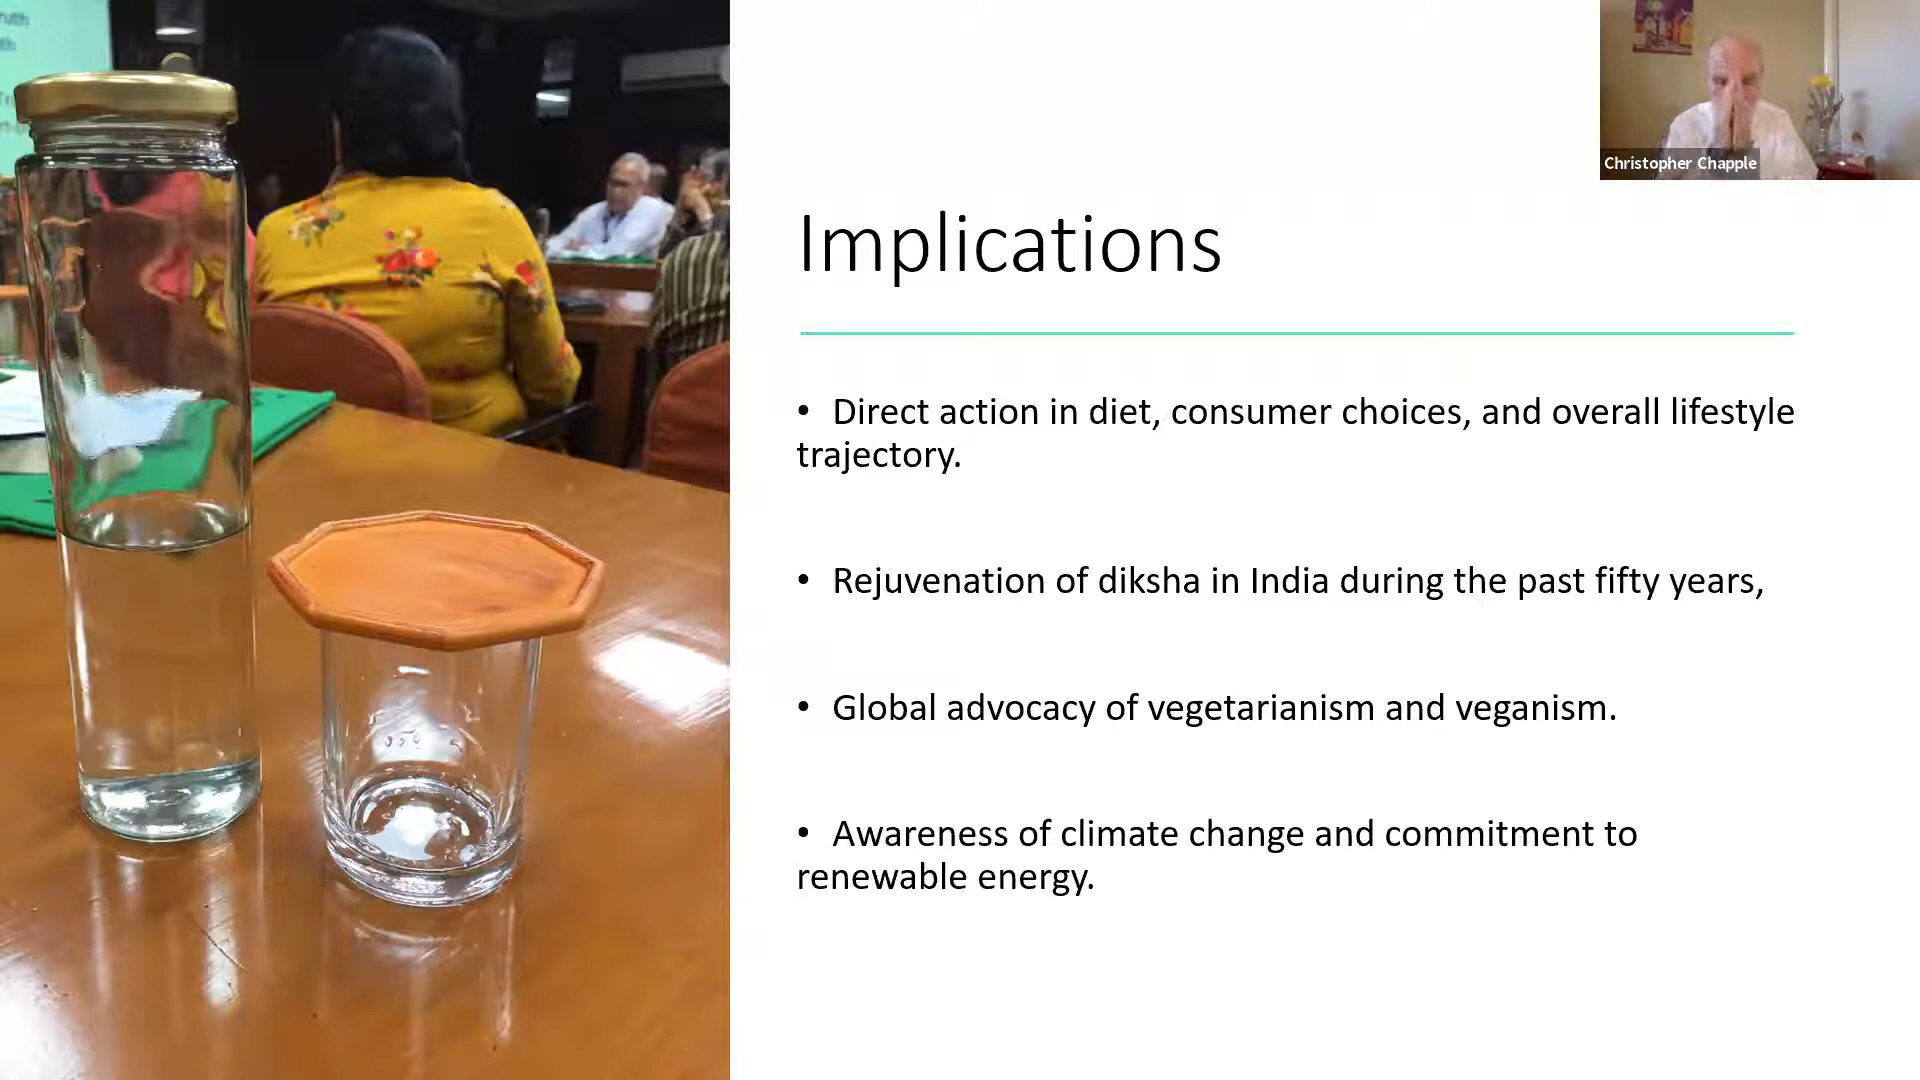 Christopher Chapple
Implications
• Direct action in diet, consumer choices, and overall lifestyle
trajectory.
• Rejuvenation of diksha in India during the past fifty years,
• Global advocacy of vegetarianism and veganism.
• Awareness of climate change and commitment to
renewable energy.